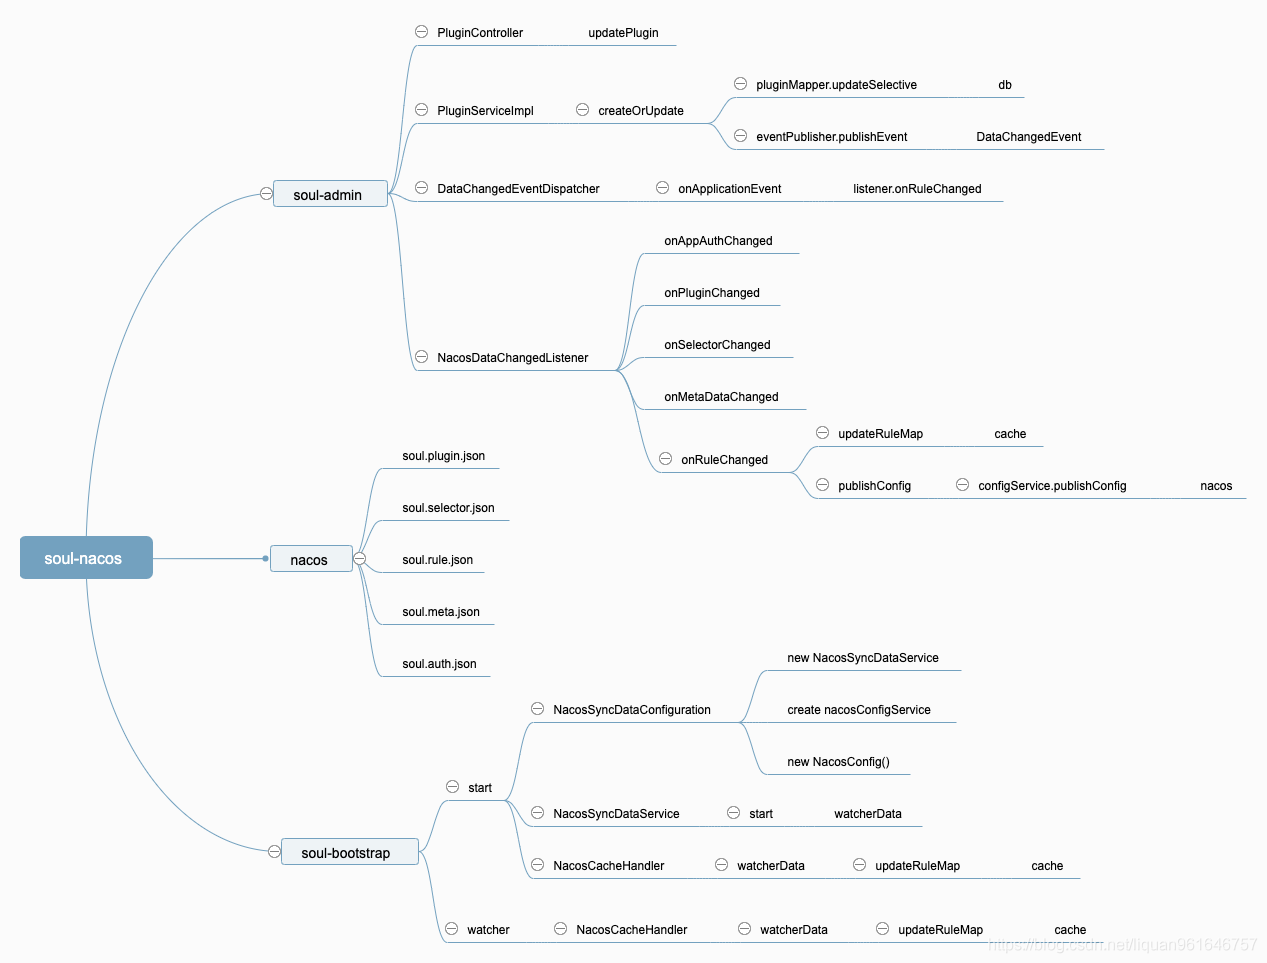 PluginController updatePlugin
pluginMapper.updateSelective db
PluginServiceImpl createOrUpdate
eventPublisher.publishEvent DataChangedEvent
DataChangedEventDispatcher onApplicationEvent listener.onRuleChanged
soul-admin
onAppAuthChanged
onPluginChanged
onSelectorChanged
NacosDataChangedListener
onMetaDataChanged
updateRuleMap cache
onRuleChanged
publishConfig configService.publishConfig nacos
soul.plugin.json
soul.selector.json
soul-nacos
nacos
soul.rule.json
soul.meta.json
soul.auth.json
new NacosSyncDataService
NacosSyncDataConfiguration create nacosConfigService
new NacosConfig()
start
NacosSyncDataService start watcherData
soul-bootstrap
NacosCacheHandler watcherData updateRuleMap cache
watcher NacosCacheHandler watcherData updateRuleMap cache
https://blog.csdn.net/liquan961646757